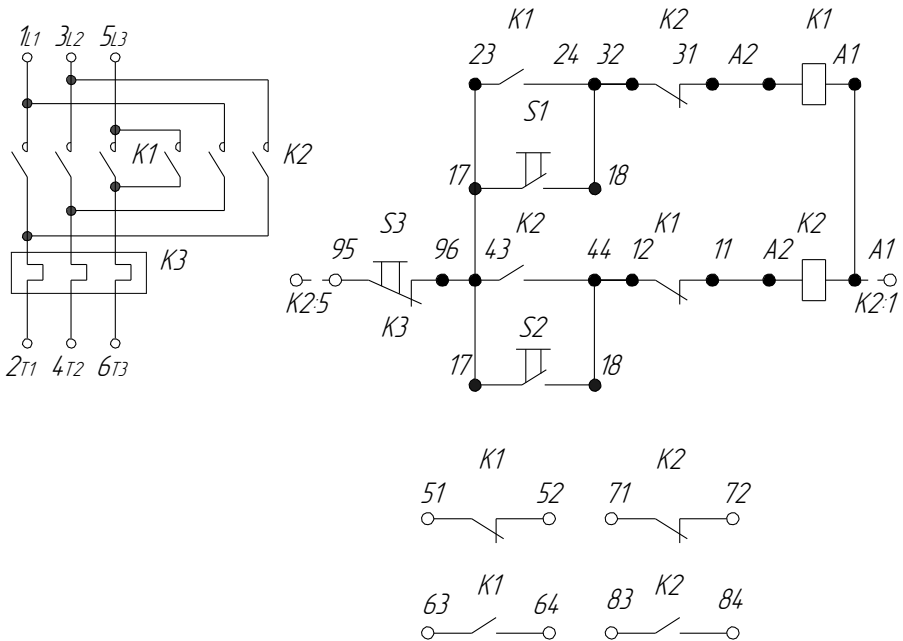 1L1 3L2 5L3
K1 K2
K3
2T1 4T2 6T3
K1 K2 K1
23 24 32 31 A2 A1
S1
17 18
S3 K2 K1 K2
95 96 43 44 12 11 A2 A1
K2:5 K3 K2:1
S2
17 18
K1 K2
51 52 71 72
K1 K2
63 64 83 84